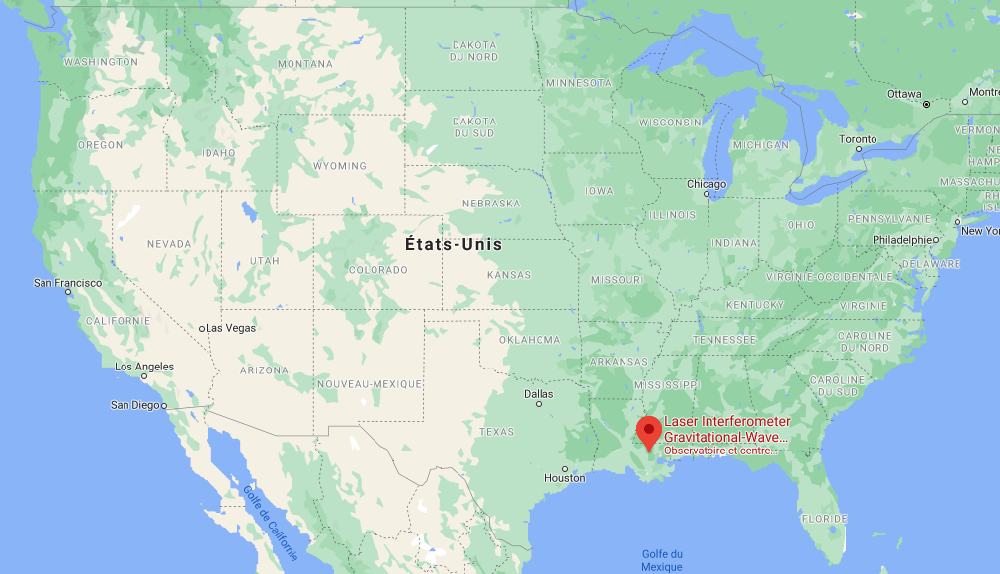 WASHINGTON
MONTANA
DAKOTA
DU NORD
MINNESOTA
Ottawa
Montre
DAKOTA
DU SUD
WISCONSIN
VERMON
OREGON
IDAHO
MICHIGAN
Toronto
NE
HAMP
WYOMING
MASSACHU
Chicago
IOWA
RH
ISL
NEBRASKA
ILLINOIS
PENNSYLVANIE
OHIO
New Yor
NEVADA
États-Unis
INDIANA
Philadelphie
UTAH
COLORADO
KANSAS
DELAWARE
San Francisco
MISSOURI
VIRGINIE-OCCIDENTALE
KENTUCKY
VIRGINIE
CALIFORNIE
Las Vegas
OKLAHOMA
TENNESSEE
CAROLINE
DU NORD
Los Angeles
ARIZONA
ARKANSAS
NOUVEAU-MEXIQUE
MISSISSIPPI
CAROLINE
DU SUD
San Diego
Dallas
Laser Interferometer
Gravitational-Wave...
Observatoire et centre...
TEXAS
Houston
Golfe de Californie
FLORIDE
Golfe du
Mexique